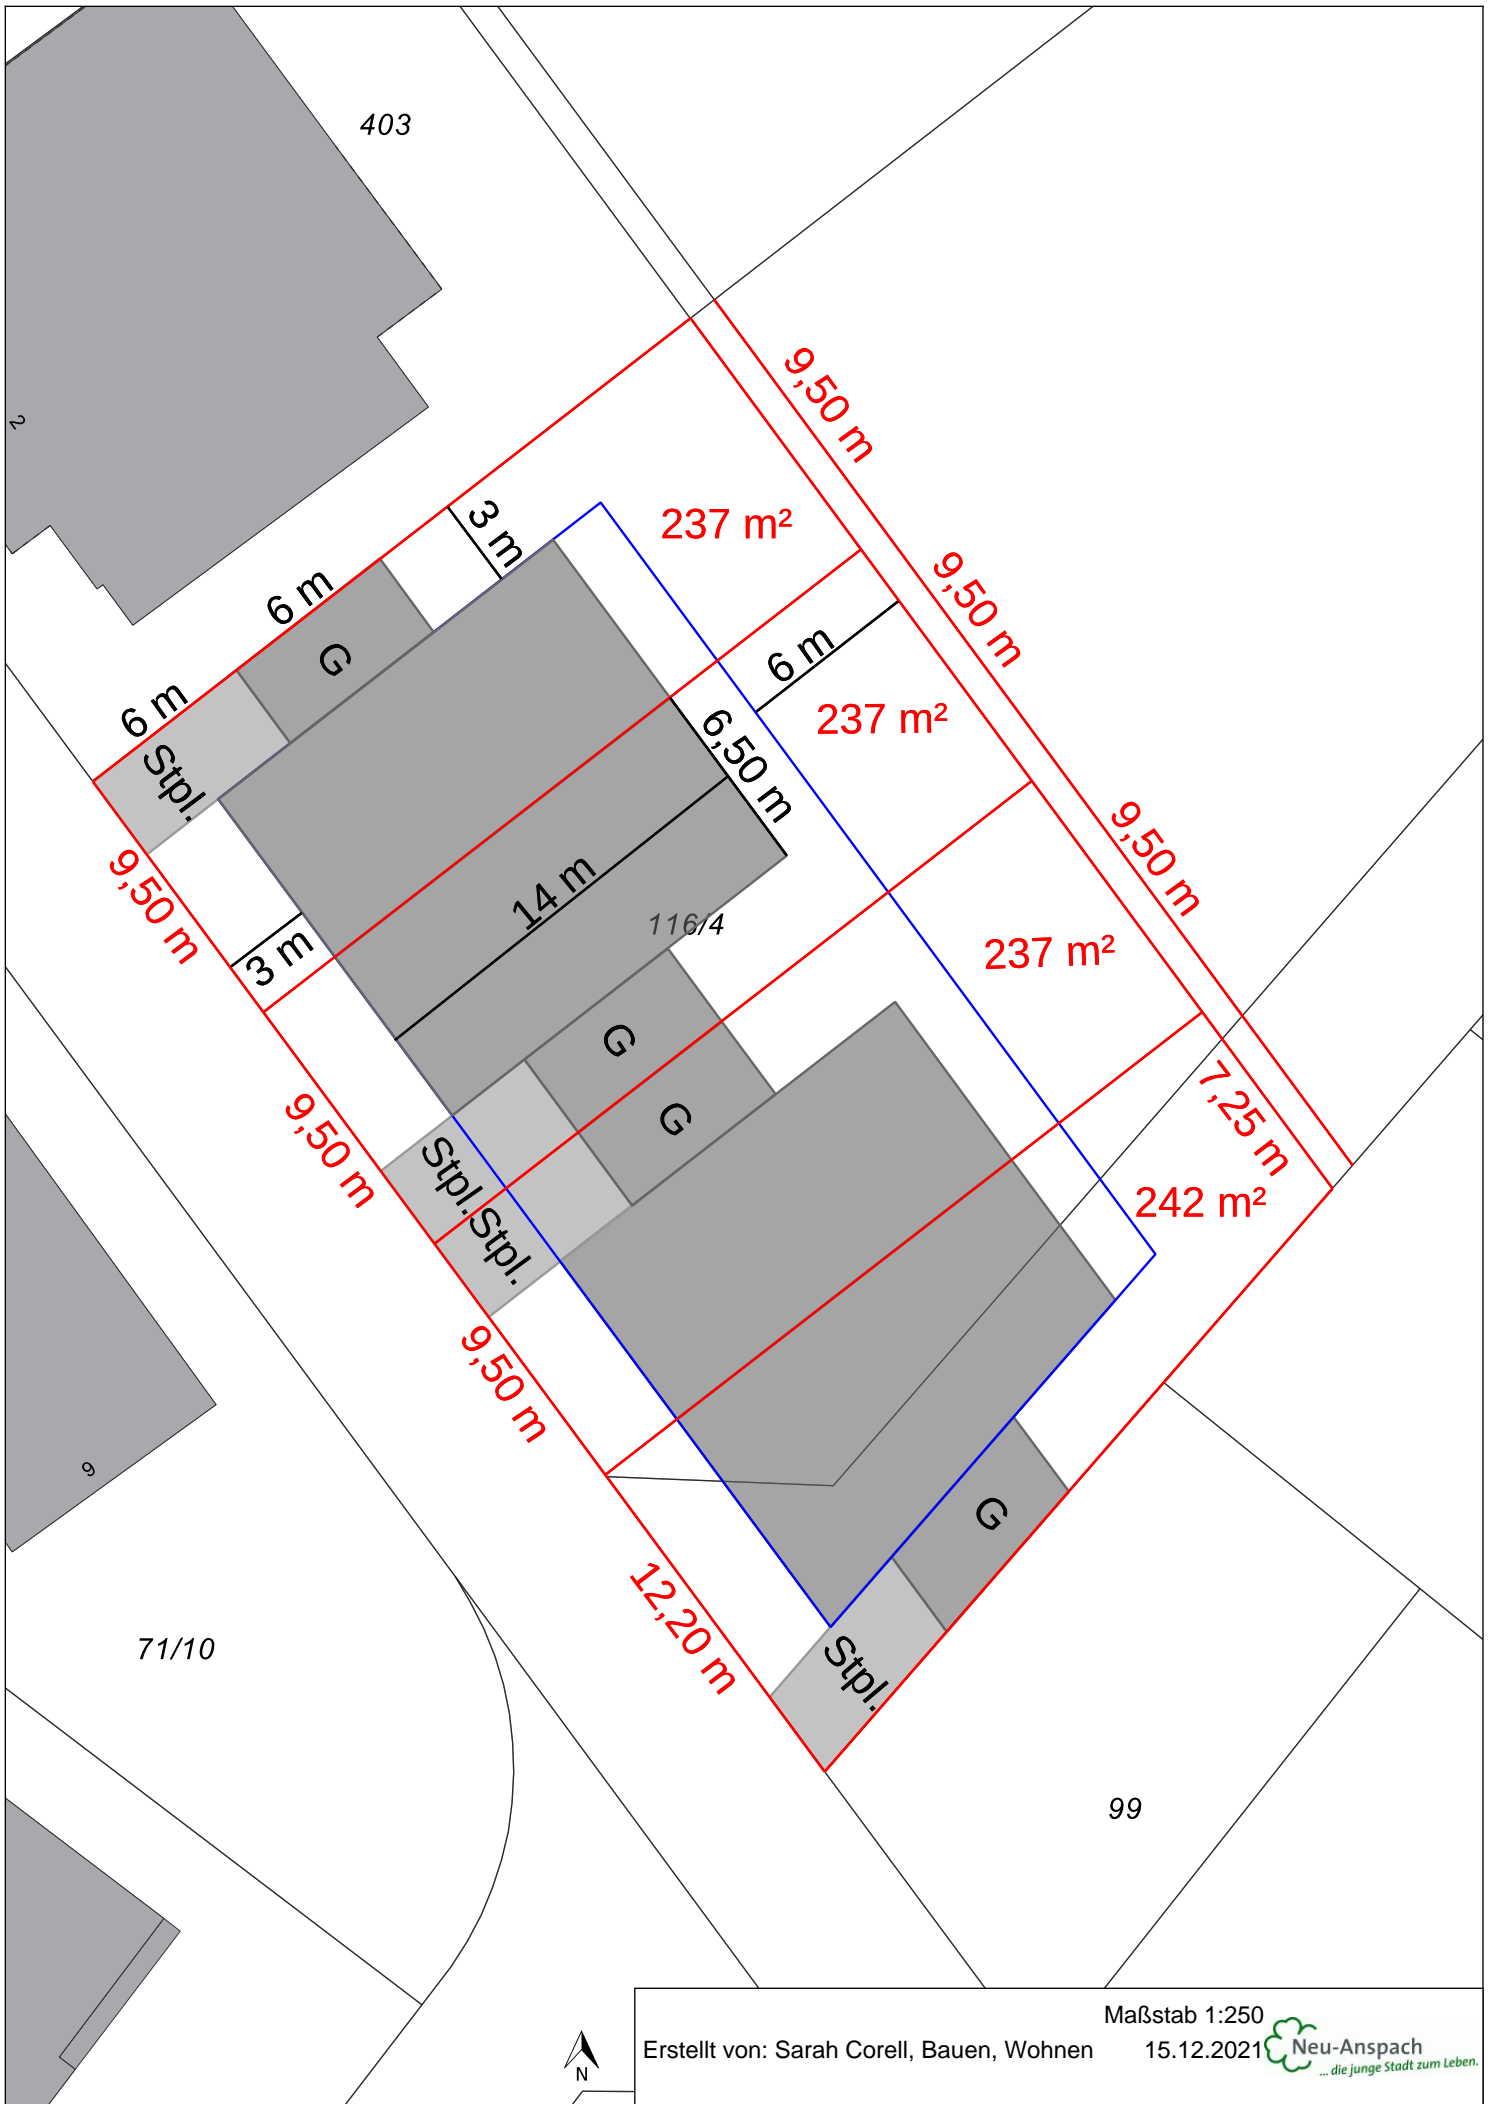 403
2
9,50 m
3 m
237 m²
6 m
9,50 m
G
6 m
237 m²
6 m
Stpl.
6,50 m
9,50 m
9,50 m
14 m
116/4
3 m
237 m²
G
G
7,25 m
9,50 m
Stpl.
242 m²
Stpl.
9,50 m
9
G
12,20 m
71/10
Stpl.
99
Maßstab 1:250
Erstellt von: Sarah Corell, Bauen, Wohnen
15.12.2021
Neu-Anspach
...die junge Stadt zum Leben.
N